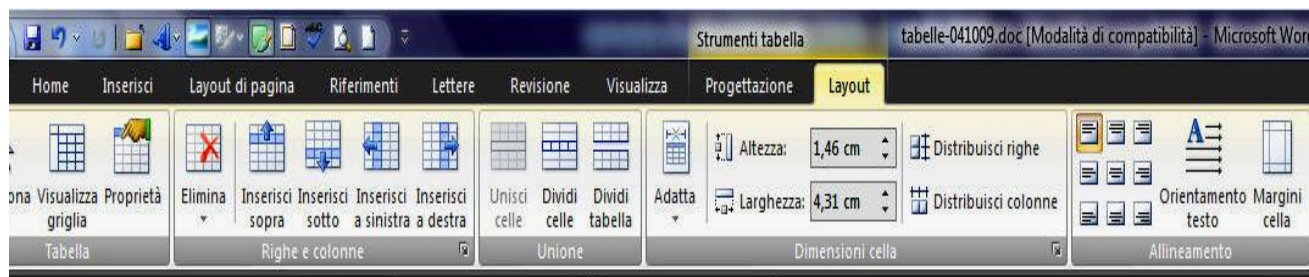 Strumenti tabella
tabelle-041009.doc [Modalità di compatibilità] - Microsoft Wor
Home Inserisci Layout di pagina Riferimenti Lettere Revisione Visualizza Progettazione Layout
ona Visualizza griglia Proprietà
Elimina Inserisci sopra Inserisci sotto Inserisci a sinistra Inserisci a destra
Unisci celle Dividi celle Dividi tabella
Adatta
Altezza: 1,46 cm Distribuisci righe
Larghezza: 4,31 cm Distribuisci colonne
Orientamento testo Margini cella
Tabella Righe e colonne Unione Dimensioni cella Allineamento